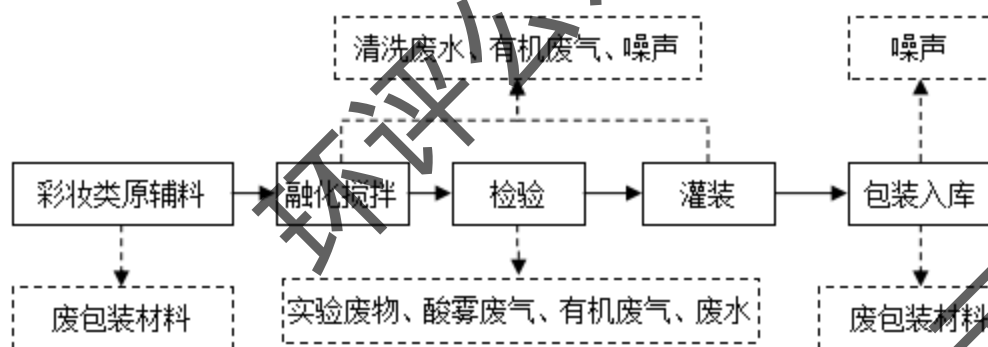 清洗废水、有机废气、噪声
噪声
彩妆类原辅料
融化搅拌
检验
灌装
包装入库
废包装材料
实验废物、酸雾废气、有机废气、废水
废包装材料
环评公